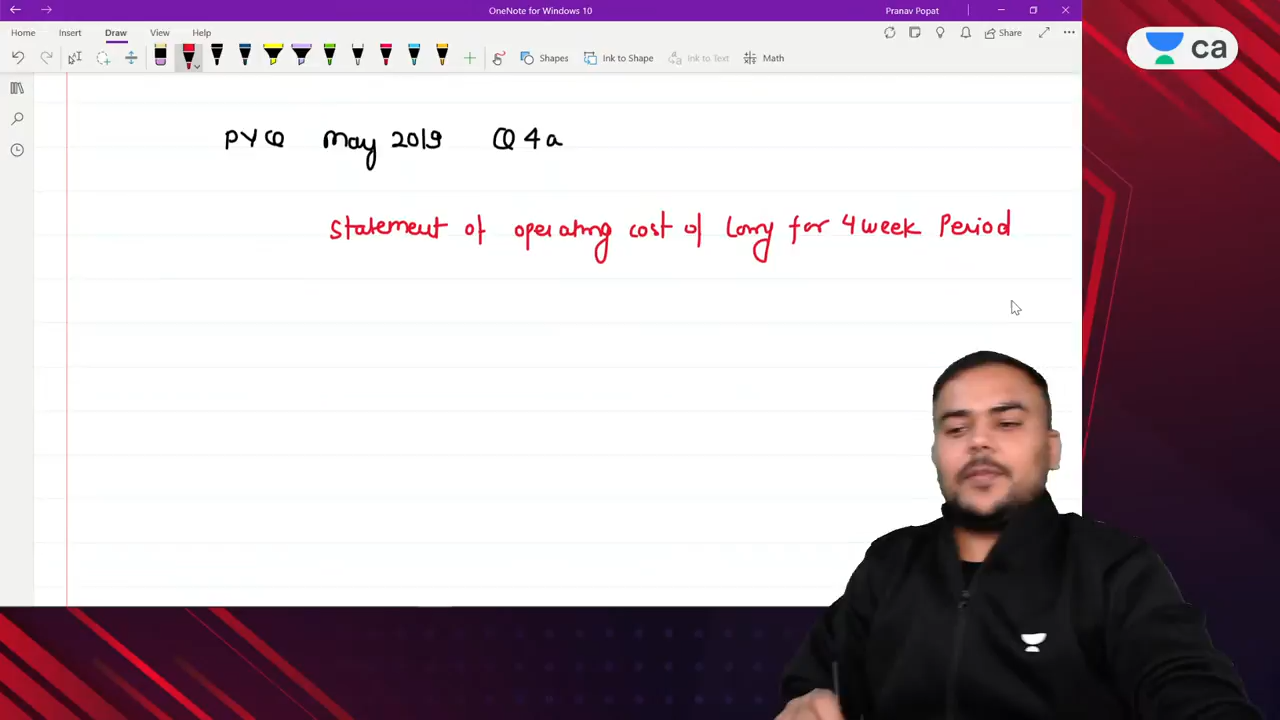 OneNote for Windows 10
Pranav Popat
Home Insert Draw View Help
Share
Shapes Ink to Shape Ink to Text Math
ca
PYQ May 2019 Q 4 a
Statement of operating cost of Lorry for 4 week Period